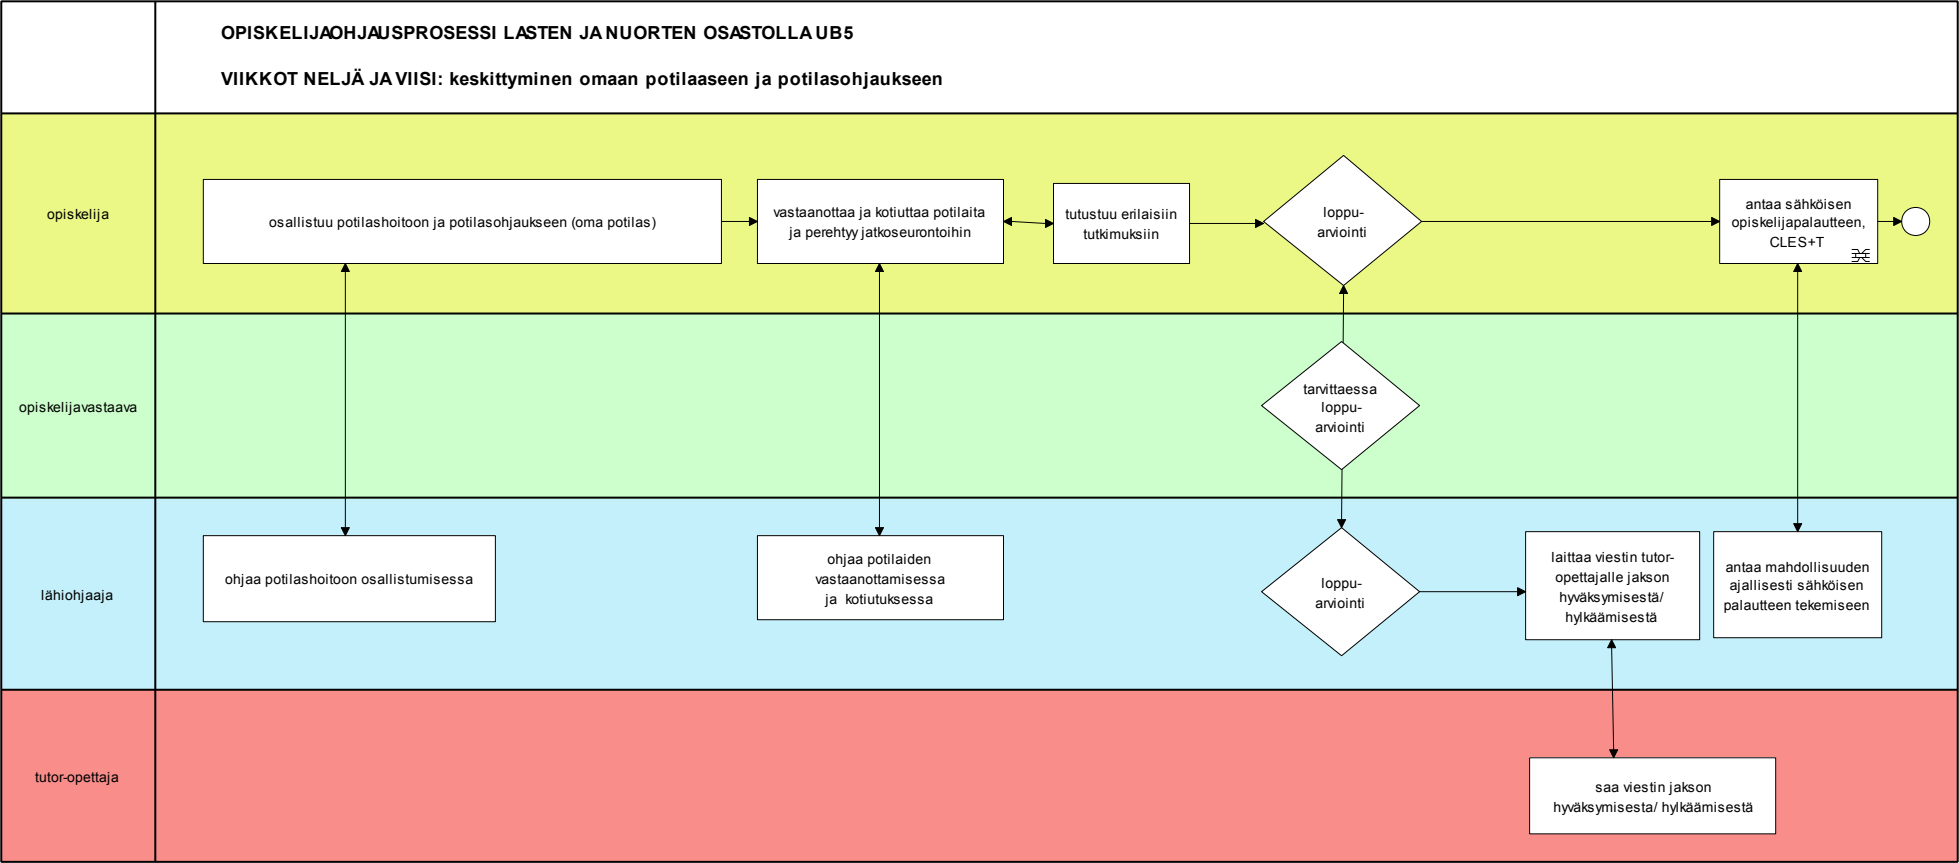 OPISKELIJAOHJAUSPROSESSI LASTEN JA NUORTEN OSASTOLLA UB5
VIIKKOT NELJÄ JA VIISI: keskittyminen omaan potilaaseen ja potilasohjaukseen
opiskelija
osallistuu potilashoitoon ja potilasohjaukseen (oma potilas)
vastaanottaa ja kotiuttaa potilaita
ja perehtyy jatkoseurontoihin
tutustuu erilaisiin
tutkimuksiin
loppu-
arviointi
antaa sähköisen
opiskelijapalautteen,
CLES+T
opiskelijavastaava
tarvittaessa
loppu-
arviointi
lähiohjaaja
ohjaa potilashoitoon osallistumisessa
ohjaa potilaiden
vastaanottamisessa
ja kotiutuksessa
loppu-
arviointi
laittaa viestin tutor-
opettajalle jakson
hyväksymisestä/
hylkäämisestä
antaa mahdollisuuden
ajallisesti sähköisen
palautteen tekemiseen
tutor-opettaja
saa viestin jakson
hyväksymisesta/ hylkäämisestä